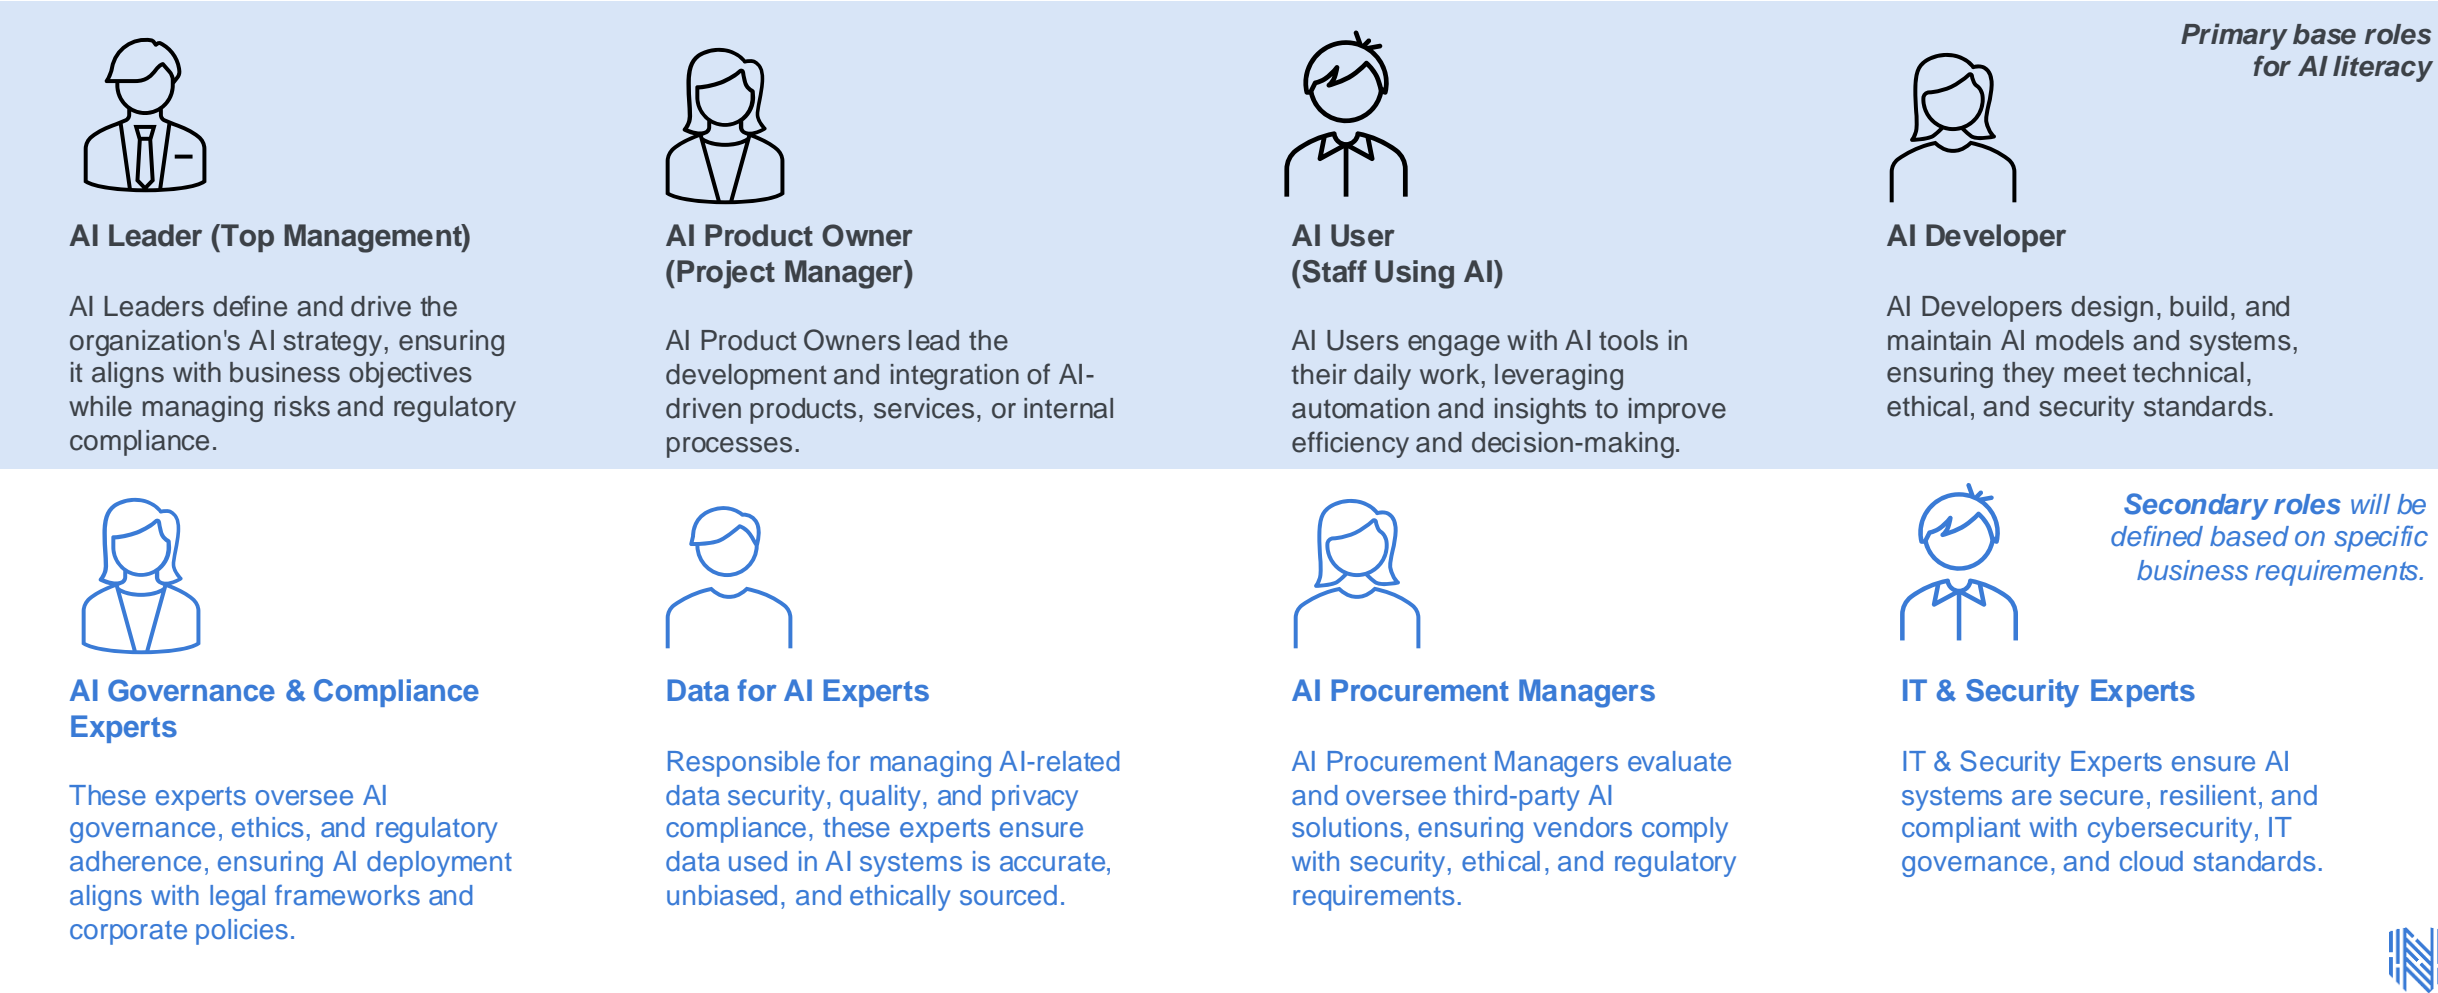 Primary base roles
for AI literacy
AI Leader (Top Management)
AI Leaders define and drive the
organization's AI strategy, ensuring
it aligns with business objectives
while managing risks and regulatory
compliance.
AI Product Owner
(Project Manager)
AI Product Owners lead the
development and integration of AI-
driven products, services, or internal
processes.
AI User
(Staff Using AI)
AI Users engage with AI tools in
their daily work, leveraging
automation and insights to improve
efficiency and decision-making.
AI Developer
AI Developers design, build, and
maintain AI models and systems,
ensuring they meet technical,
ethical, and security standards.
Secondary roles will be
defined based on specific
business requirements.
AI Governance & Compliance
Experts
These experts oversee AI
governance, ethics, and regulatory
adherence, ensuring AI deployment
aligns with legal frameworks and
corporate policies.
Data for AI Experts
Responsible for managing AI-related
data security, quality, and privacy
compliance, these experts ensure
data used in AI systems is accurate,
unbiased, and ethically sourced.
AI Procurement Managers
AI Procurement Managers evaluate
and oversee third-party AI
solutions, ensuring vendors comply
with security, ethical, and regulatory
requirements.
IT & Security Experts
IT & Security Experts ensure AI
systems are secure, resilient, and
compliant with cybersecurity, IT
governance, and cloud standards.